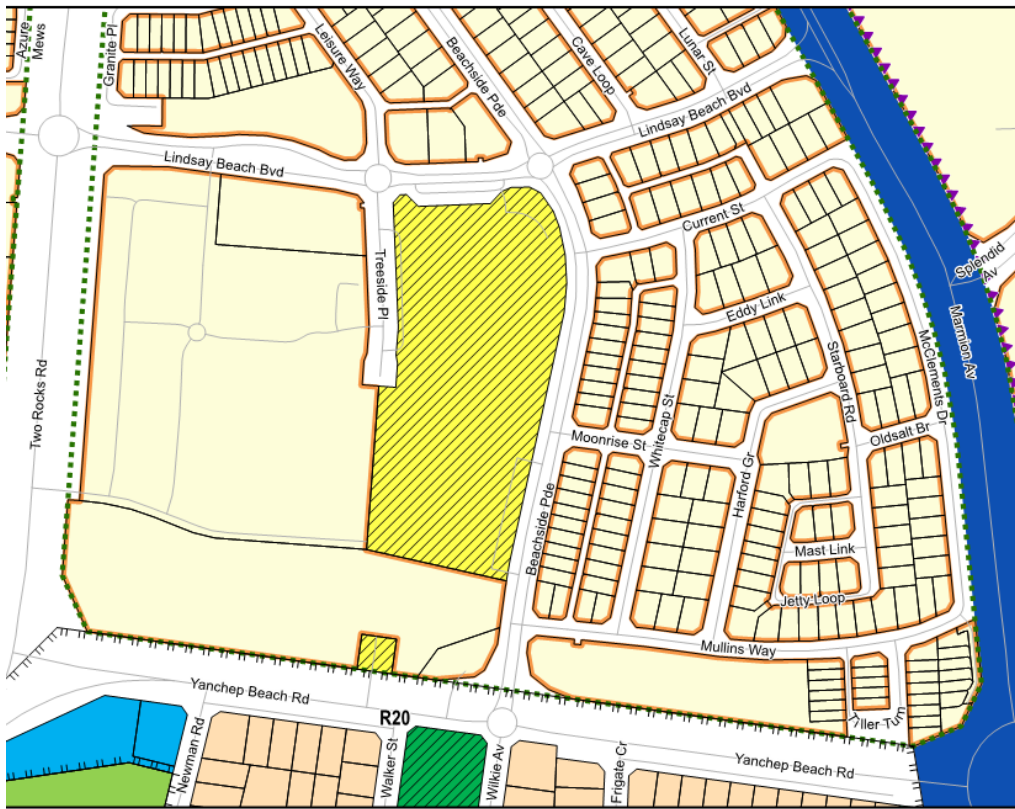 Azure
Mews
Granite Pl
Leisure Way
Beachside Pde
Cave Loop
Lunar St
Lindsay Beach Bvd
Lindsay Beach Bvd
Current St
Splendid
Av
Treeside Pl
Eddy Link
Marmion Av
McClements Dr
Starboard Rd
Two Rocks Rd
Whitecap St
Moonrise St
Oldsalt Br
Harford Gr
Beachside Pde
Mast Link
Jetty Loop
Mullins Way
Yanchep Beach Rd
R20
Tiller Turn
Newman Rd
Walker St
Wilkie Av
Frigate Cr
Yanchep Beach Rd